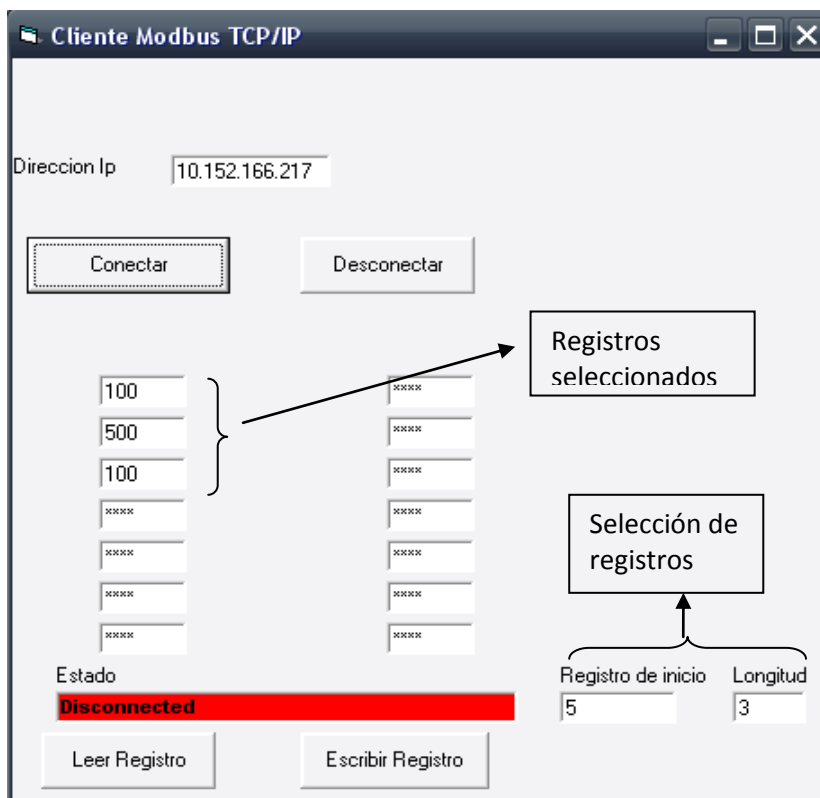 Cliente Modbus TCP/IP
Direccion Ip
10.152.166.217
Conectar
Desconectar
Registros
seleccionados
100
****
500
****
100
****
****
****
****
****
****
****
****
****
Selección de
registros
Estado
Registro de inicio
Longitud
Disconnected
5
3
Leer Registro
Escribir Registro